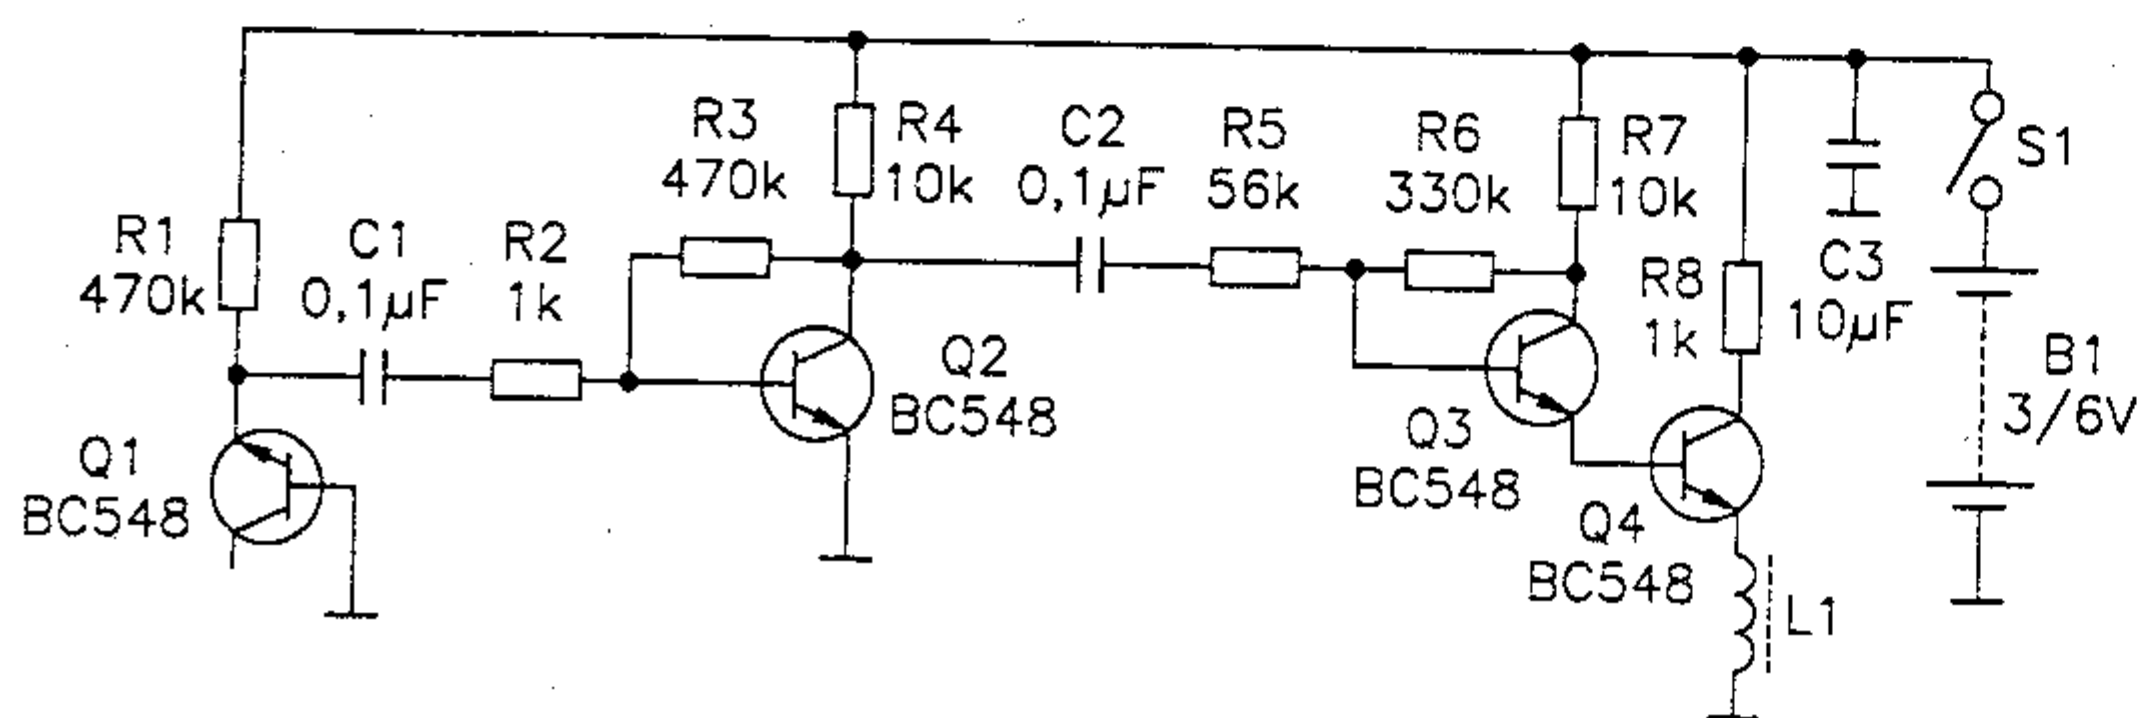 R1
470k
C1
0,1µF
R2
1k
R3
470k
R4
10k
C2
0,1µF
R5
56k
R6
330k
R7
10k
R8
1k
C3
10µF
S1
B1
3/6V
Q1
BC548
Q2
BC548
Q3
BC548
Q4
BC548
L1